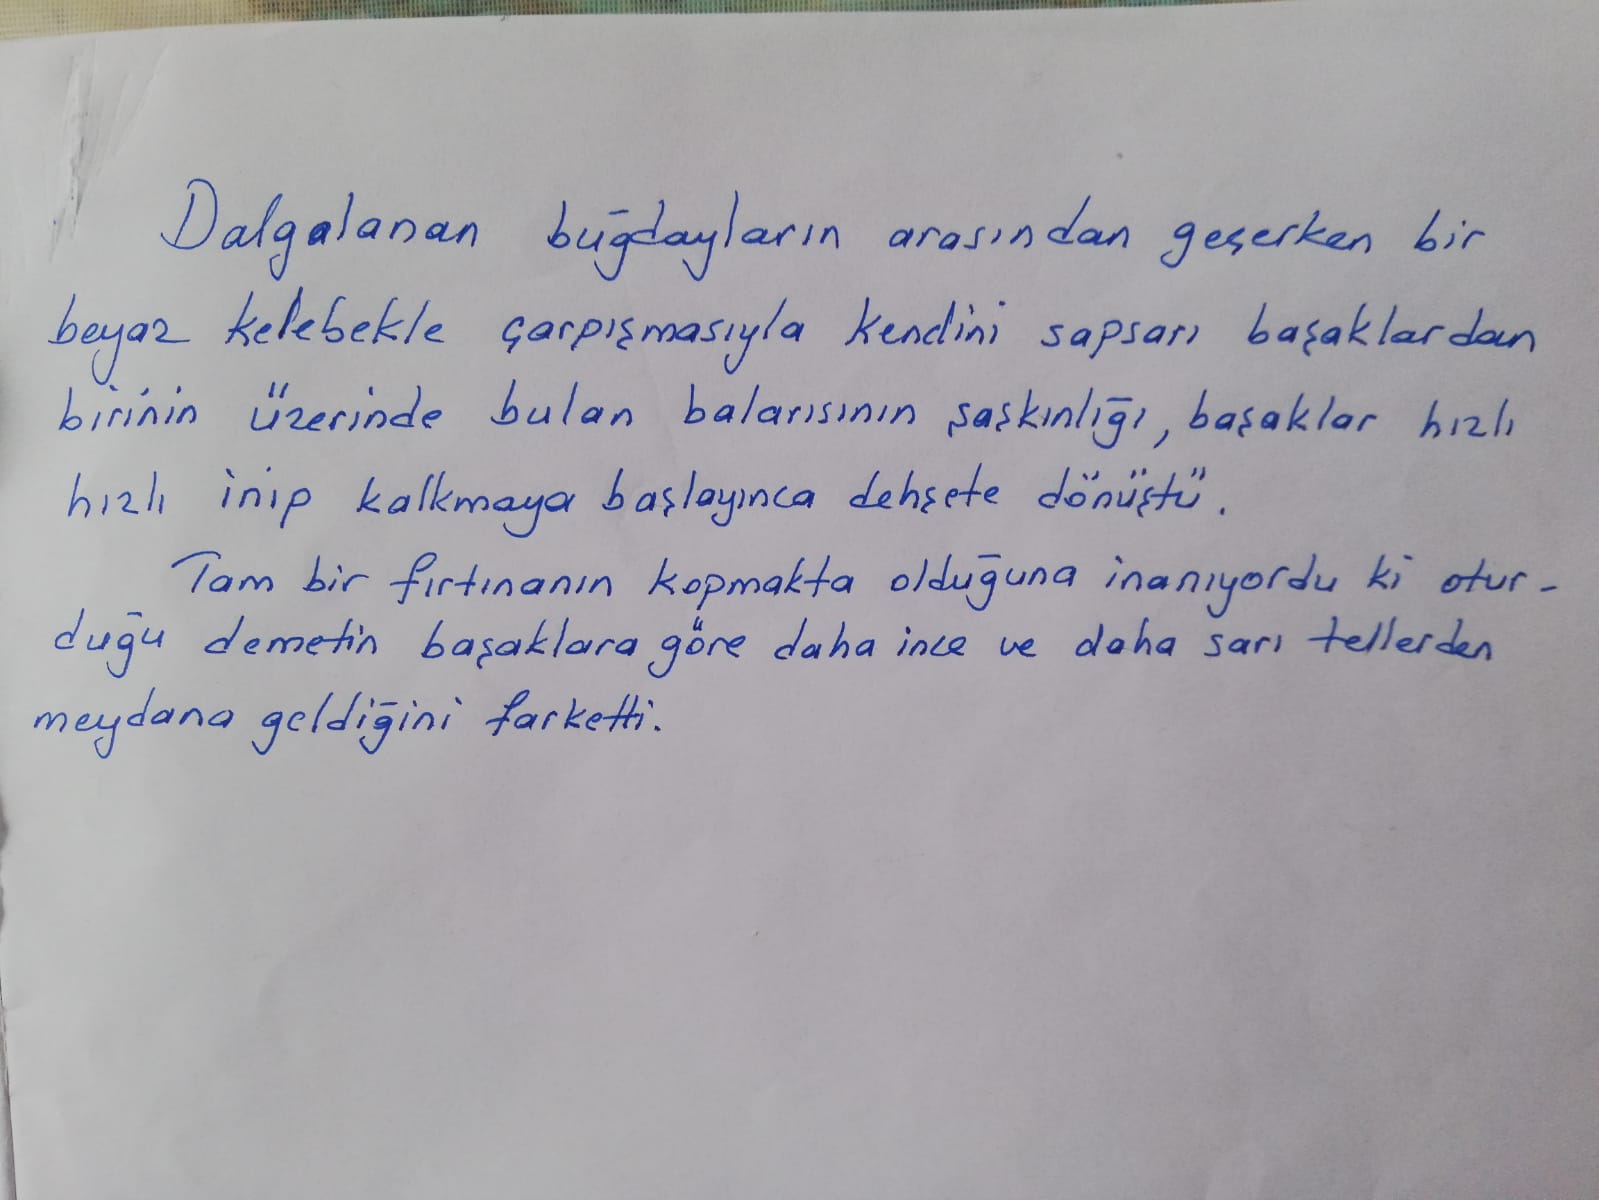 Dalgalanan buğdayların arasından geçerken bir
beyaz kelebekle çarpışmasıyla kendini sapsarı başaklardan
birinin üzerinde bulan balarısının şaşkınlığı, başaklar hızlı
hızlı inip kalkmaya başlayınca dehşete dönüştü.
Tam bir fırtınanın kopmakta olduğuna inanıyordu ki otur-
duğu demetin başaklara göre daha ince ve daha sarı tellerden
meydana geldiğini farketti.